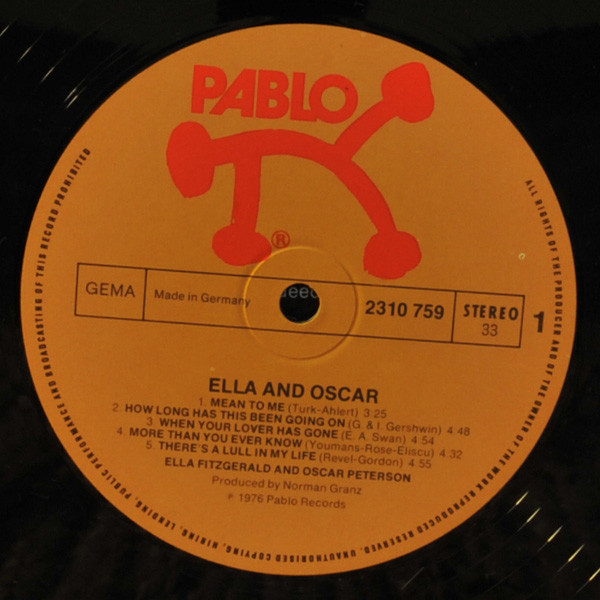 PABLO
®
GEMA
Made in Germany
2310 759
STEREO
33
1
ELLA AND OSCAR
1. MEAN TO ME (Turk-Ahlert) 3:25
2. HOW LONG HAS THIS BEEN GOING ON (G. & I. Gershwin) 4:48
3. WHEN YOUR LOVER HAS GONE (E. A. Swan) 4:54
4. MORE THAN YOU EVER KNOW (Youmans-Rose-Eliscu) 4:32
5. THERE'S A LULL IN MY LIFE (Revel-Gordon) 4:55
ELLA FITZGERALD AND OSCAR PETERSON
Produced by Norman Granz
℗ 1976 Pablo Records
ALL RIGHTS OF THE PRODUCER AND OF THE OWNER OF THE WORK REPRODUCED RESERVED. UNAUTHORISED COPYING, HIRING, LENDING, PUBLIC PERFORMANCE AND BROADCASTING OF THIS RECORD PROHIBITED